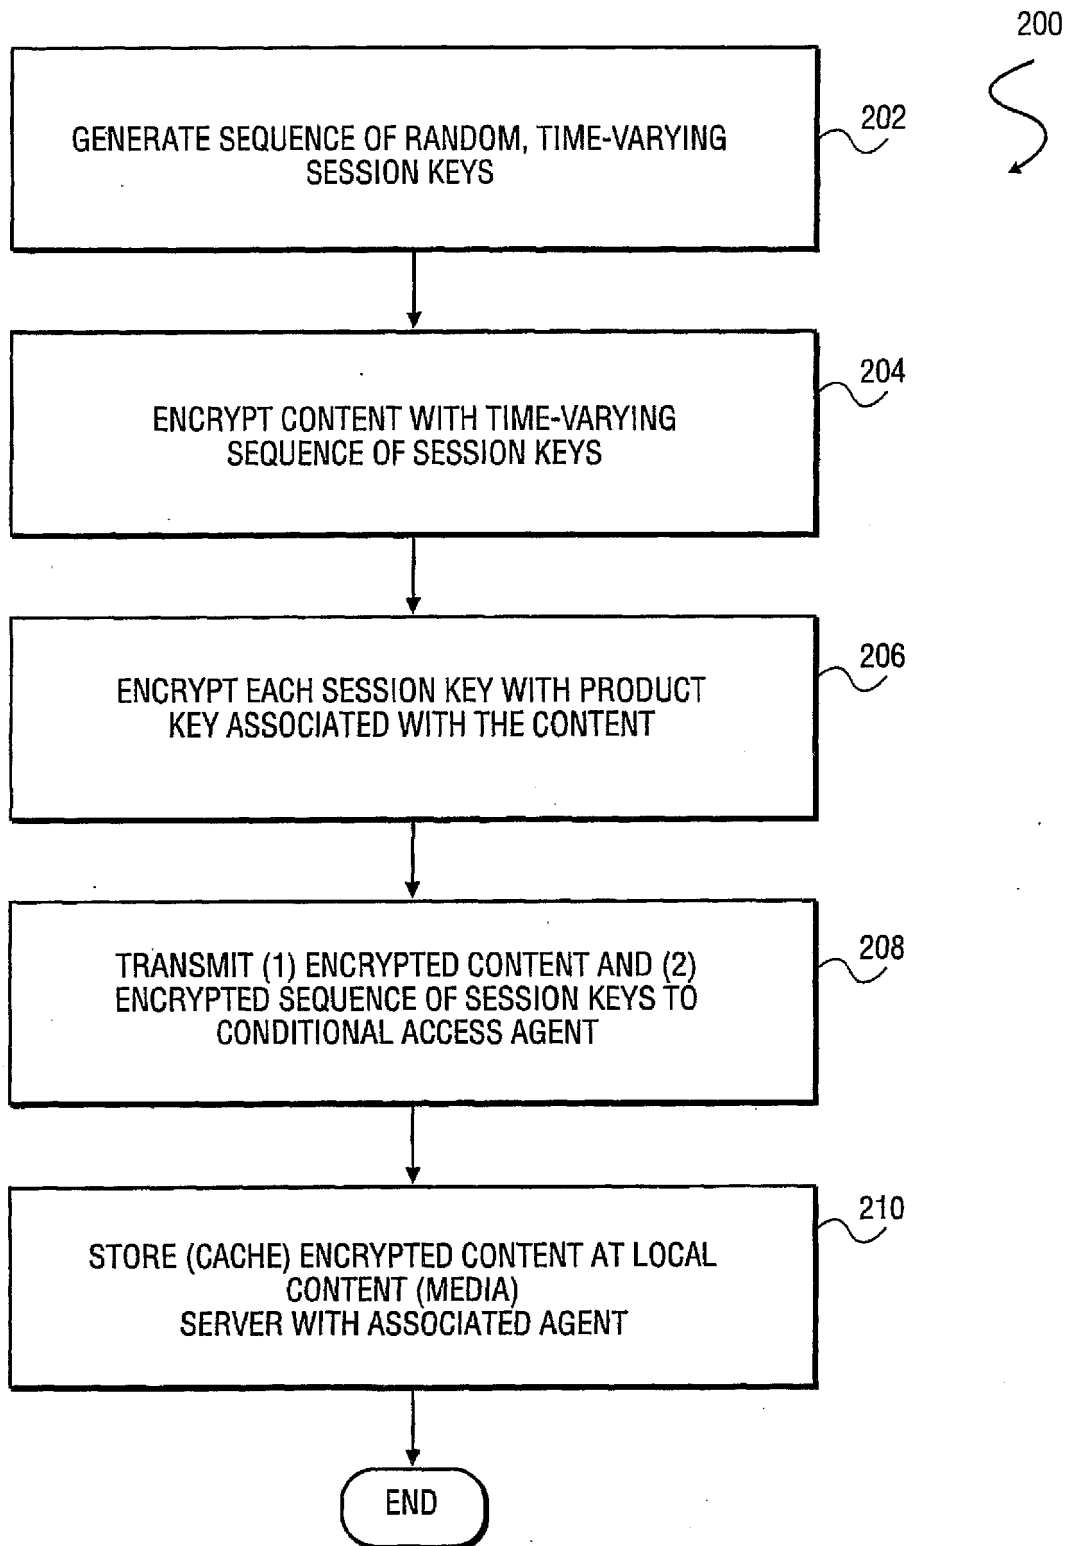 200
GENERATE SEQUENCE OF RANDOM, TIME-VARYING
SESSION KEYS
202
ENCRYPT CONTENT WITH TIME-VARYING
SEQUENCE OF SESSION KEYS
204
ENCRYPT EACH SESSION KEY WITH PRODUCT
KEY ASSOCIATED WITH THE CONTENT
206
TRANSMIT (1) ENCRYPTED CONTENT AND (2)
ENCRYPTED SEQUENCE OF SESSION KEYS TO
CONDITIONAL ACCESS AGENT
208
STORE (CACHE) ENCRYPTED CONTENT AT LOCAL
CONTENT (MEDIA)
SERVER WITH ASSOCIATED AGENT
210
END